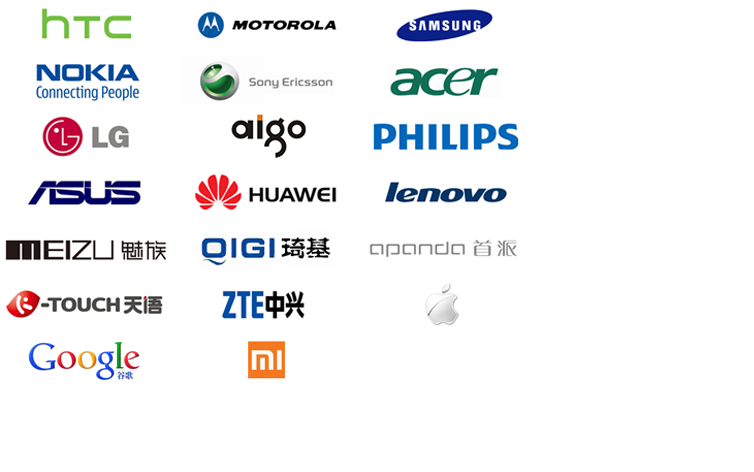 hTC
MOTOROLA
SAMSUNG
NOKIA
Connecting People
Sony Ericsson
acer
LG
aigo
PHILIPS
ASUS
HUAWEI
lenovo
MEIZU 魅族
QIGI 琦基
apanda 首派
K-TOUCH 天语
ZTE中兴
Google
谷歌
mi